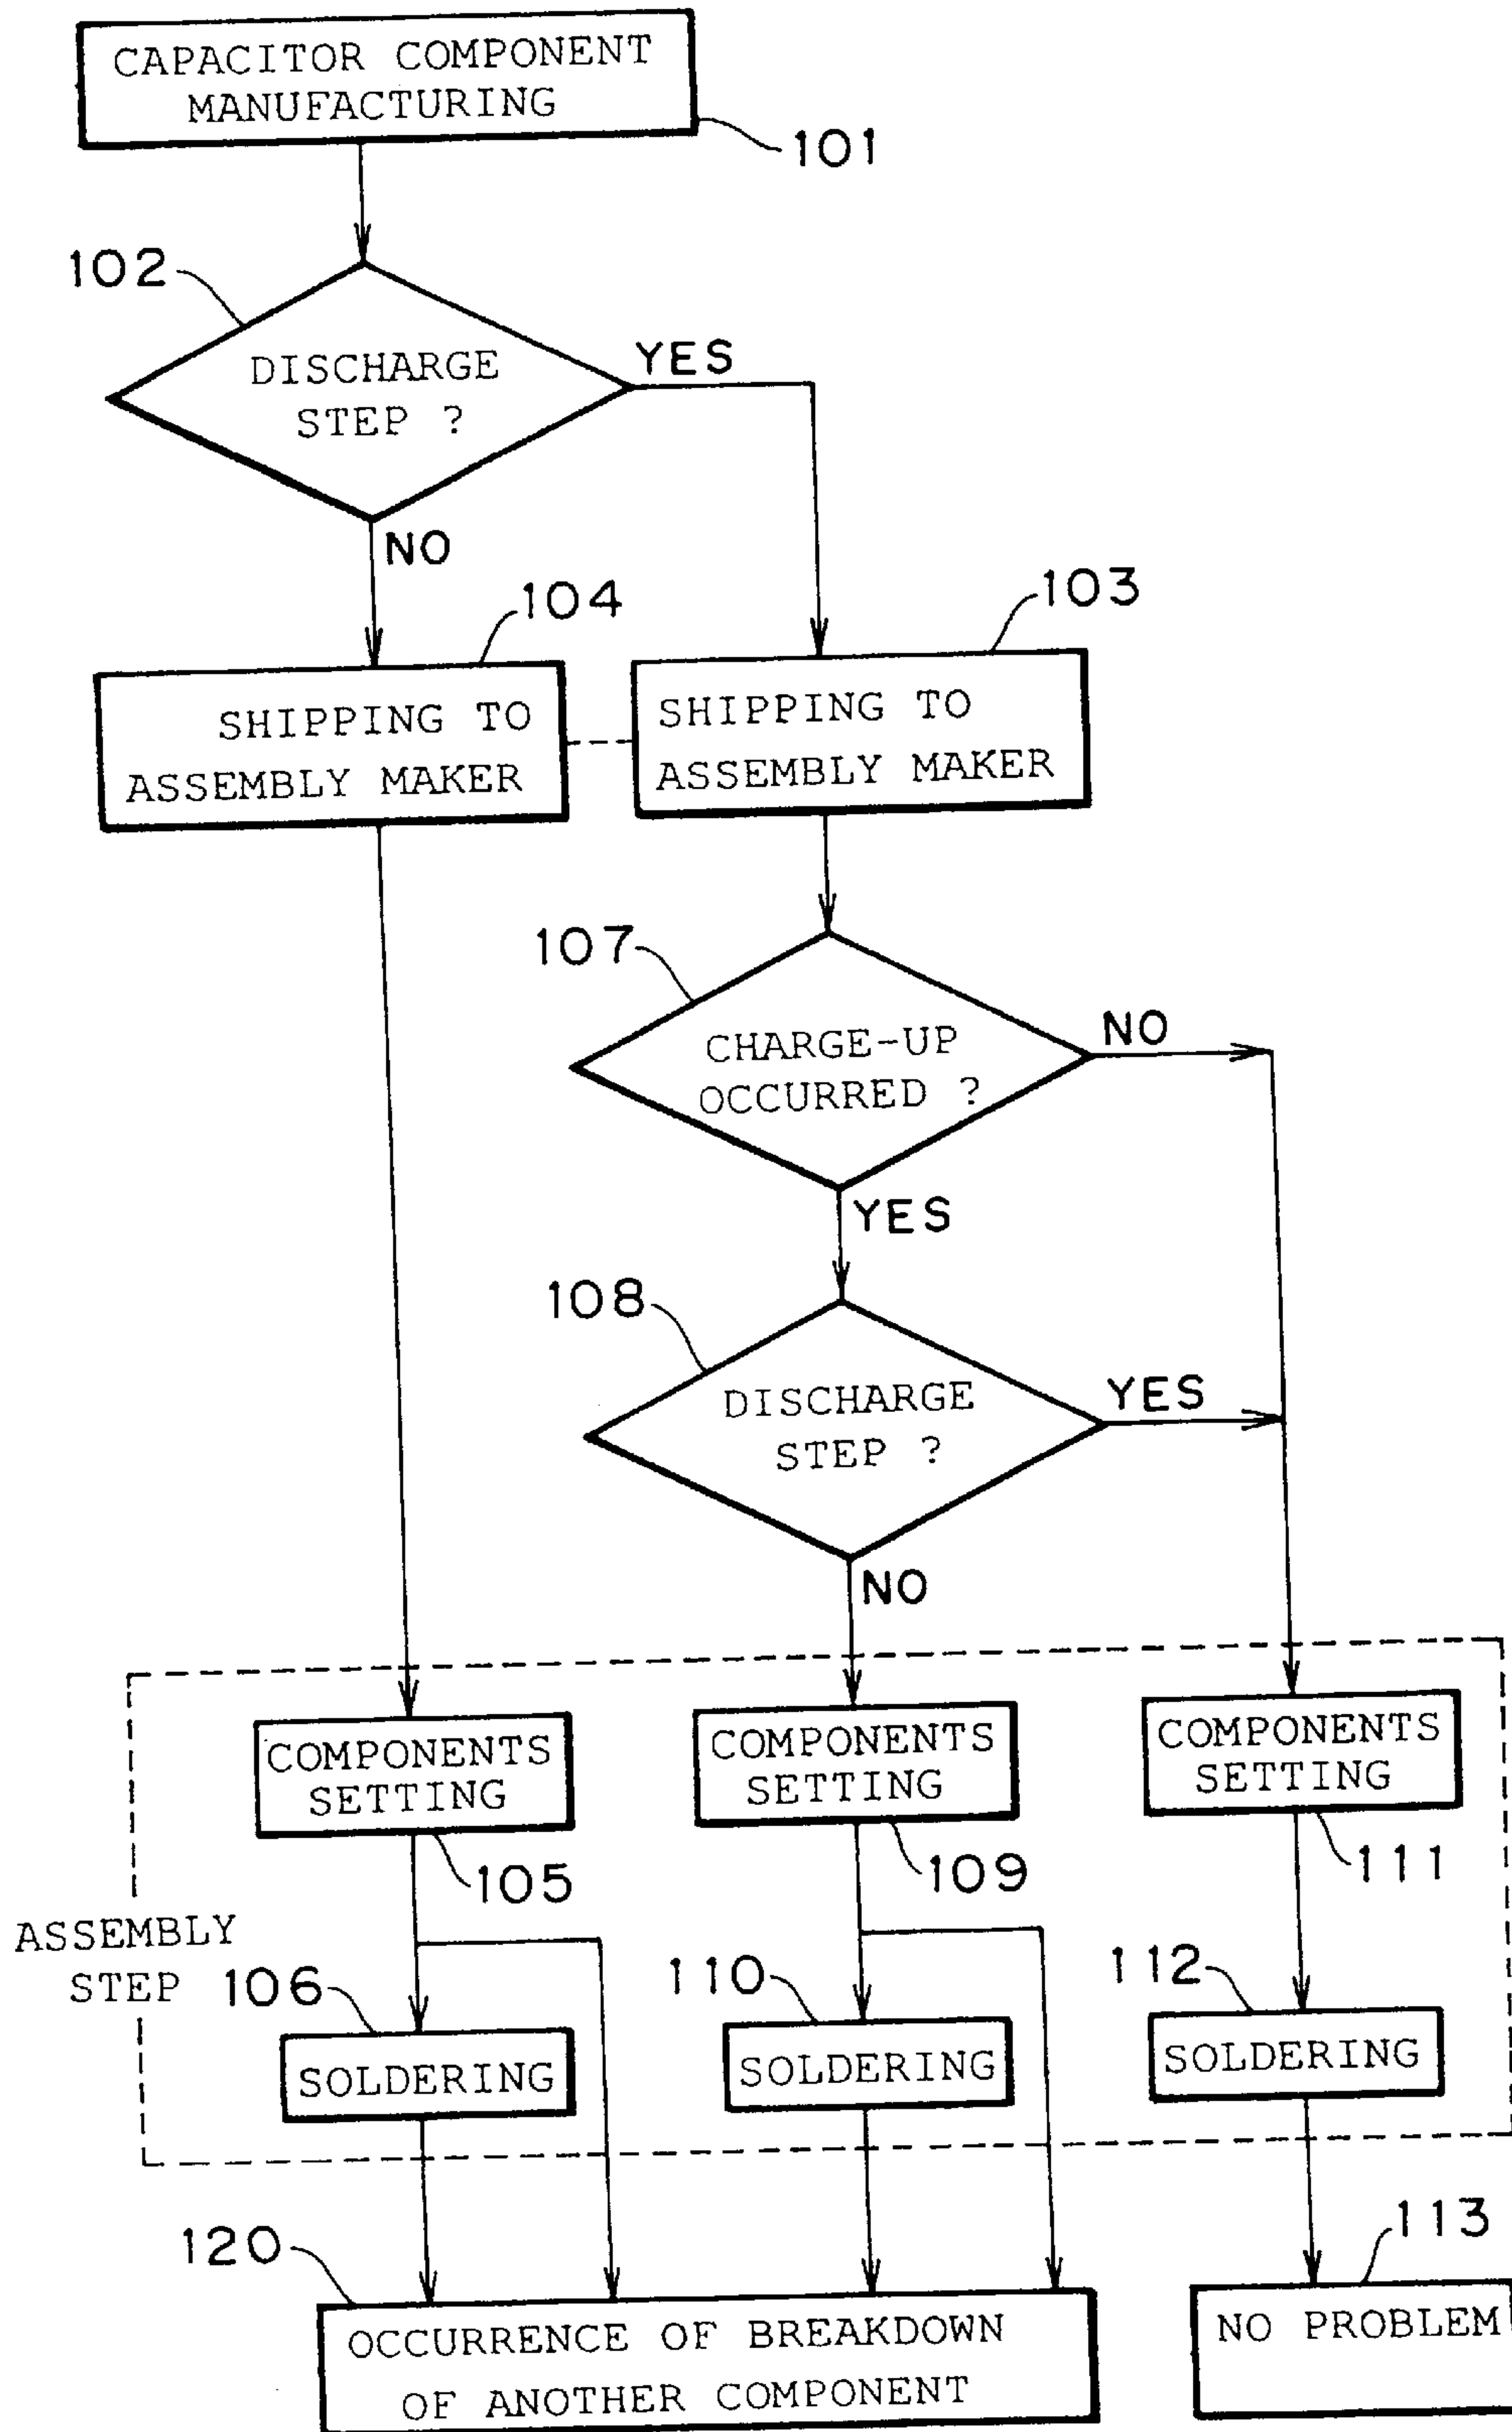 CAPACITOR COMPONENT
MANUFACTURING
101
102
DISCHARGE
STEP ?
YES
NO
104
103
SHIPPING TO
ASSEMBLY MAKER
SHIPPING TO
ASSEMBLY MAKER
107
CHARGE-UP
OCCURRED ?
NO
YES
108
DISCHARGE
STEP ?
YES
NO
COMPONENTS
SETTING
105
COMPONENTS
SETTING
109
COMPONENTS
SETTING
111
ASSEMBLY
STEP
106
SOLDERING
110
SOLDERING
112
SOLDERING
120
OCCURRENCE OF BREAKDOWN
OF ANOTHER COMPONENT
113
NO PROBLEM